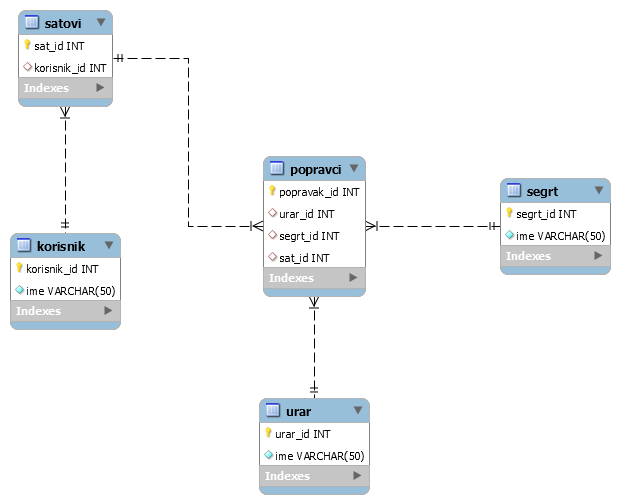 satovi
sat_id INT
korisnik_id INT
Indexes
popravci
popravak_id INT
urar_id INT
segrt_id INT
sat_id INT
Indexes
segrt
segrt_id INT
ime VARCHAR(50)
Indexes
korisnik
korisnik_id INT
ime VARCHAR(50)
Indexes
urar
urar_id INT
ime VARCHAR(50)
Indexes